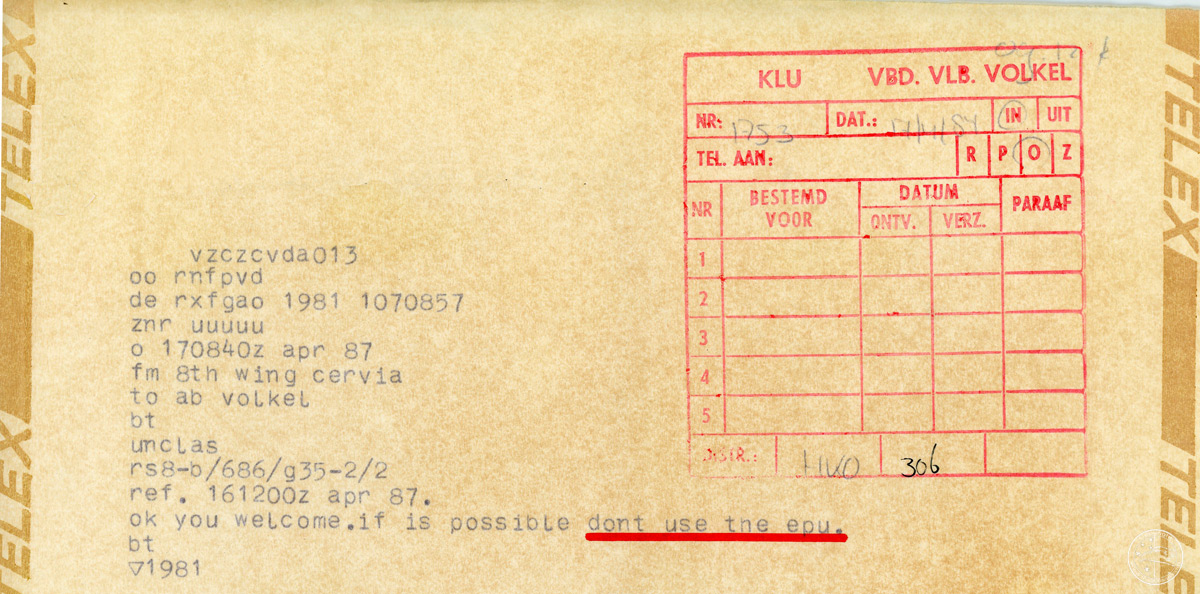 TELEX
TELEX
TELEX
TELEX
KLU VBD. VLB. VOLKEL
NR: 1753 DAT.: IN UIT
TEL. AAN: R P O Z
NR BESTEMD VOOR DATUM PARAAF
ONTV. VERZ.
1
2
3
4
5
DISTR.: 306
vzczcvda013
oo rnfpvd
de rxfgao 1981 1070857
znr uuuuu
o 170840z apr 87
fm 8th wing cervia
to ab volkel
bt
unclas
rs8-b/686/g35-2/2
ref. 161200z apr 87.
ok you welcome.if is possible dont use the epu.
bt
▽1981